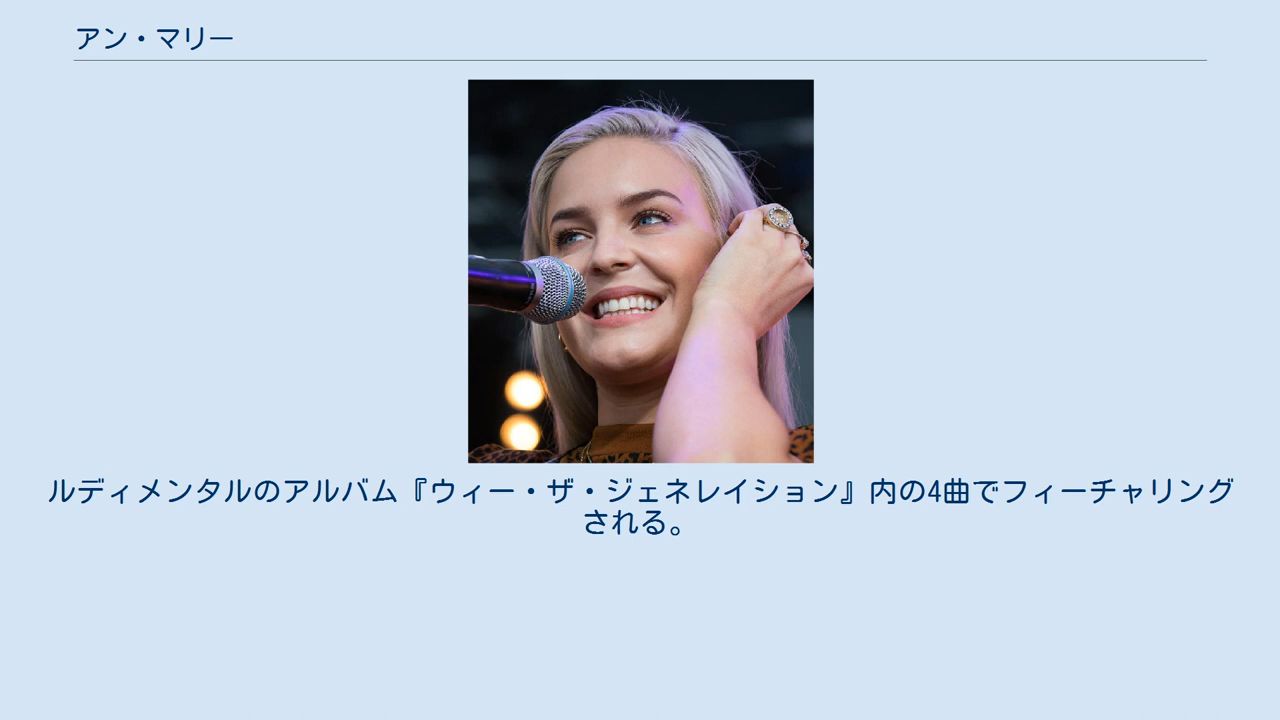 アン・マリー
ルディメンタルのアルバム『ウィー・ザ・ジェネレイション』内の4曲でフィーチャリング
される。